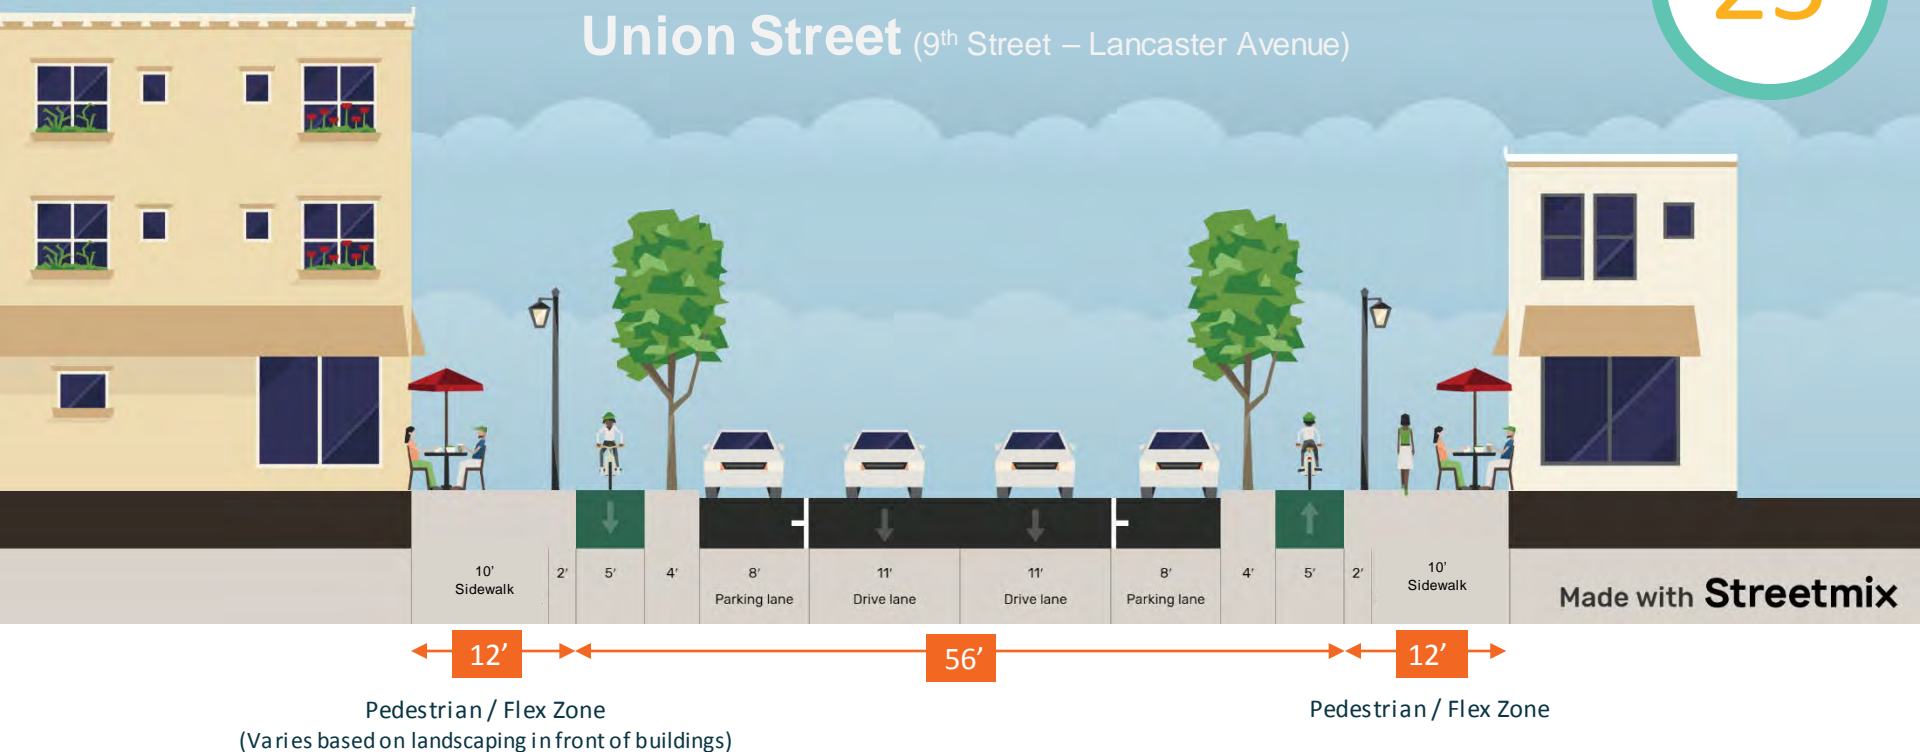 Union Street (9th Street – Lancaster Avenue)
10' 2' 5' 4' 8' 11' 11' 8' 4' 5' 2' 10'
Sidewalk Parking lane Drive lane Drive lane Parking lane Sidewalk
Made with Streetmix
12' 56' 12'
Pedestrian / Flex Zone Pedestrian / Flex Zone
(Varies based on landscaping in front of buildings)